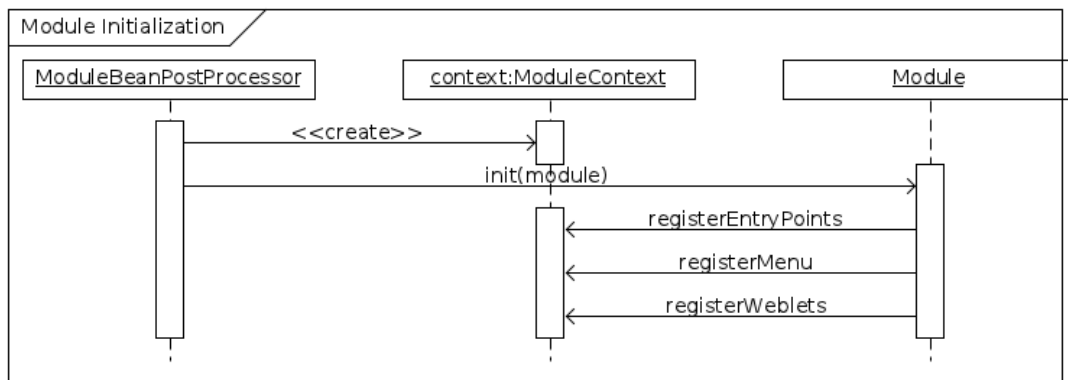 Module Initialization
ModuleBeanPostProcessor
context:ModuleContext
Module
<<create>>
init(module)
registerEntryPoints
registerMenu
registerWeblets